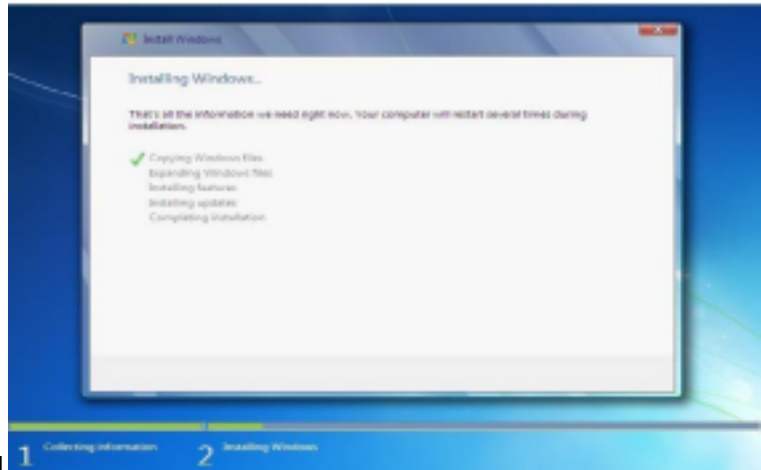 Install Windows
Installing Windows...
That's all the information we need right now. Your computer will restart several times during
installation.
Copying Windows files
Expanding Windows files
Installing features
Installing updates
Completing installation
1 Collecting information
2 Installing Windows